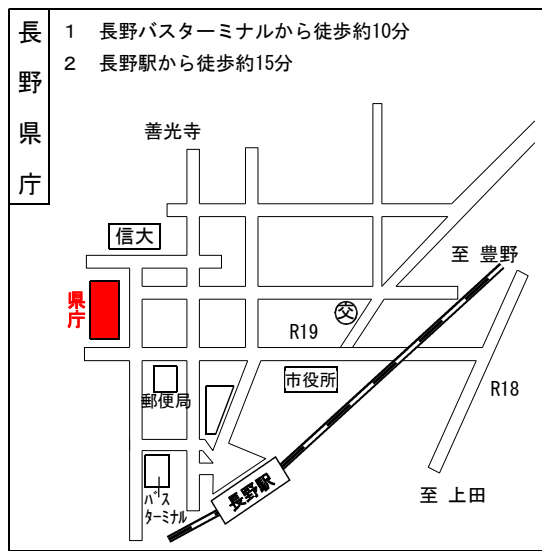 長野県庁
1 長野バスターミナルから徒歩約10分
2 長野駅から徒歩約15分
善光寺
信大
至 豊野
県庁
交
R19
市役所
郵便局
R18
長野駅
バス
ターミナル
至 上田